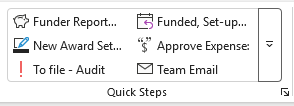 Funder Report... Funded, Set-up...
New Award Set... “$” Approve Expense:
! To file - Audit Team Email
Quick Steps